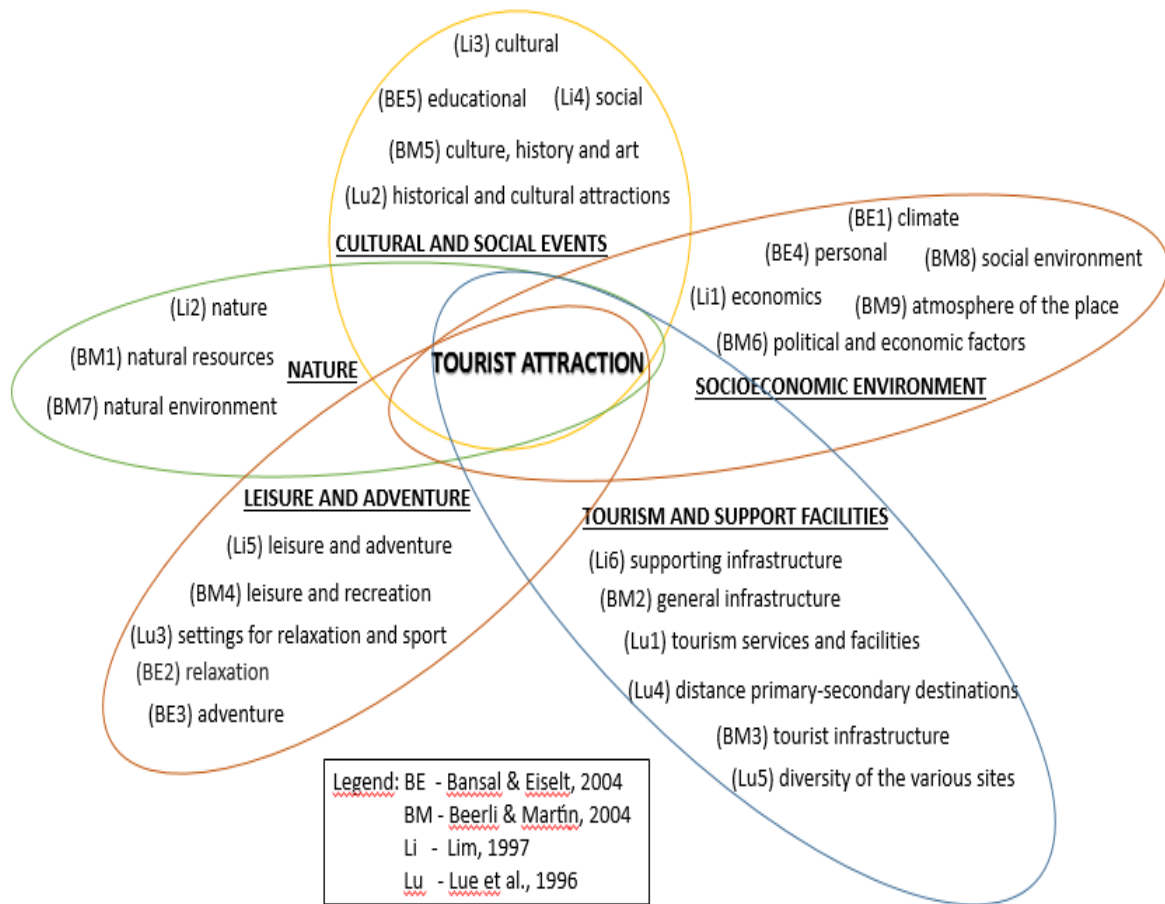 (Li3) cultural
(BE5) educational
(Li4) social
(BM5) culture, history and art
(Lu2) historical and cultural attractions
CULTURAL AND SOCIAL EVENTS
(BE1) climate
(BE4) personal
(BM8) social environment
(Li1) economics
(BM9) atmosphere of the place
(BM6) political and economic factors
SOCIOECONOMIC ENVIRONMENT
(Li2) nature
(BM1) natural resources
NATURE
(BM7) natural environment
TOURIST ATTRACTION
LEISURE AND ADVENTURE
(Li5) leisure and adventure
(BM4) leisure and recreation
(Lu3) settings for relaxation and sport
(BE2) relaxation
(BE3) adventure
TOURISM AND SUPPORT FACILITIES
(Li6) supporting infrastructure
(BM2) general infrastructure
(Lu1) tourism services and facilities
(Lu4) distance primary-secondary destinations
(BM3) tourist infrastructure
(Lu5) diversity of the various sites
Legend: BE - Bansal & Eiselt, 2004
BM - Beerli & Martín, 2004
Li - Lim, 1997
Lu - Lue et al., 1996